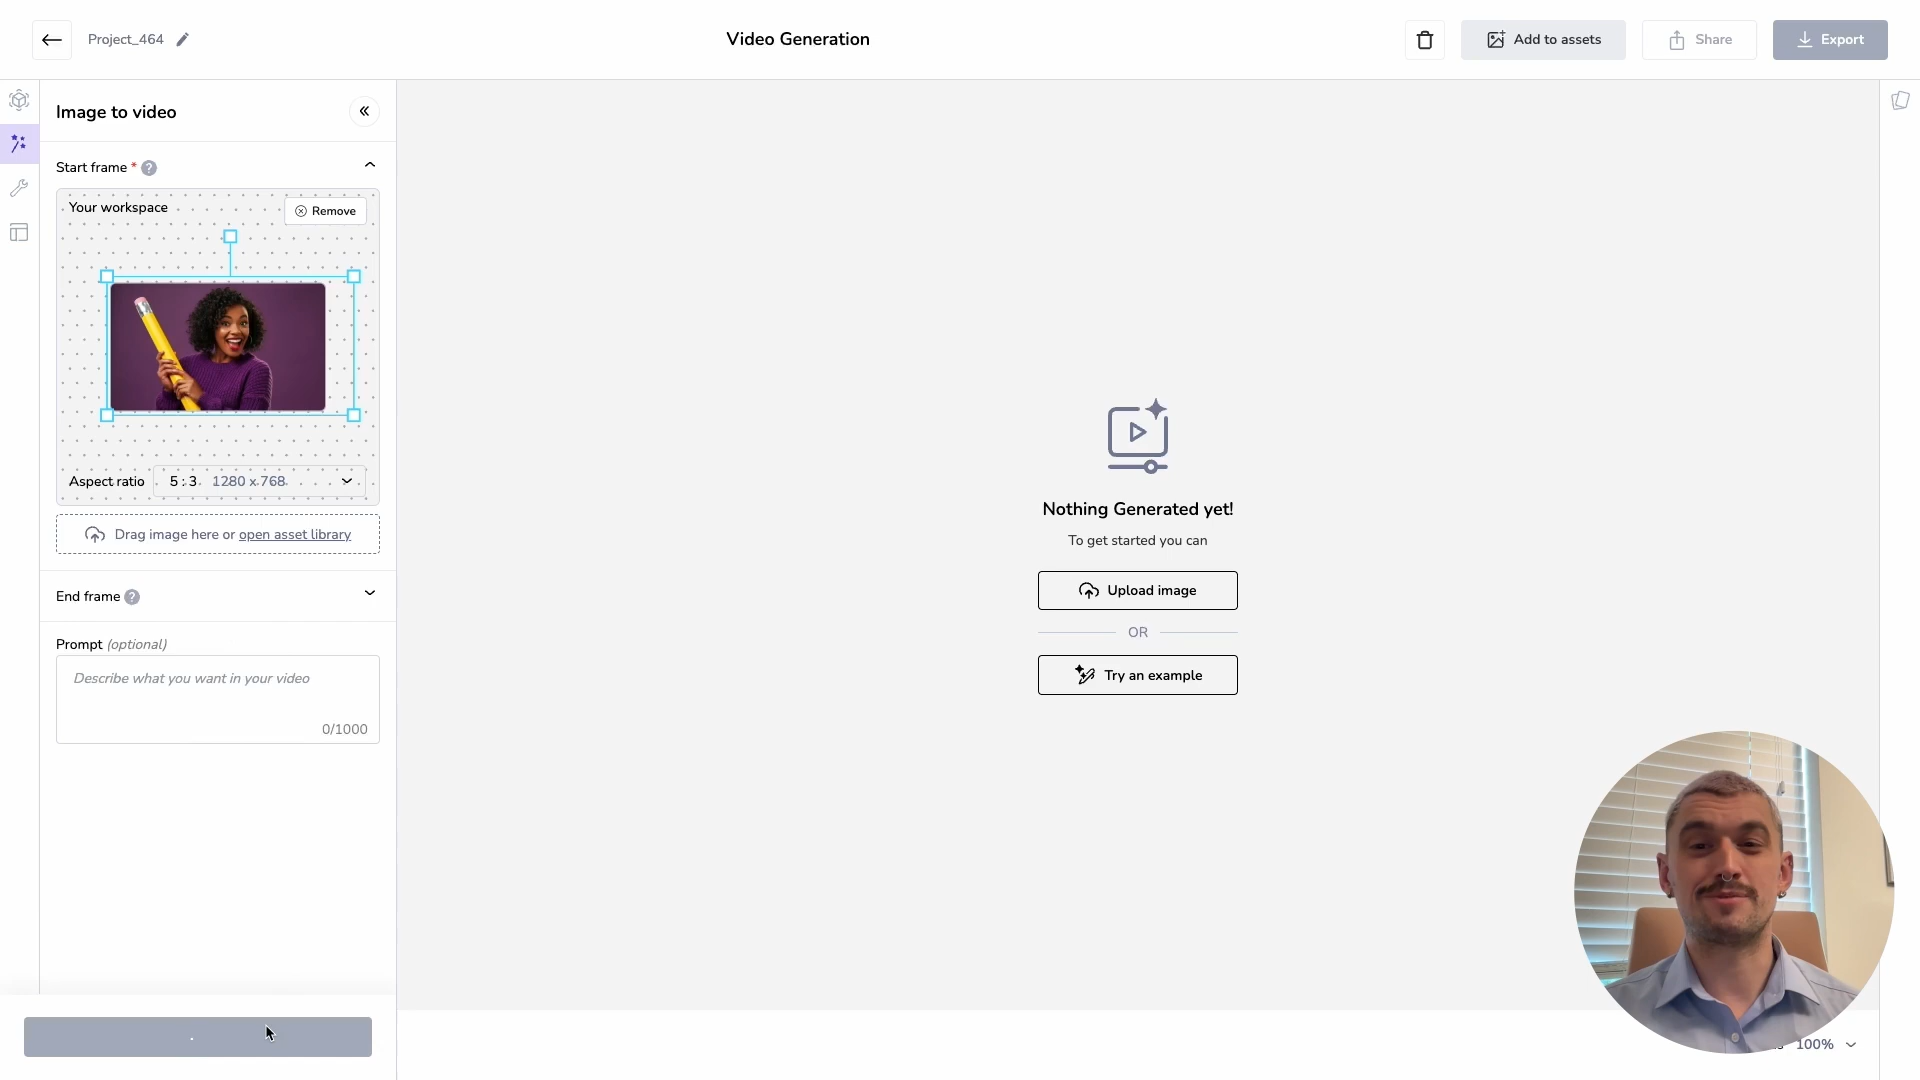 Project_464
Video Generation
Add to assets
Share
Export
Image to video
Start frame * ?
Your workspace
Remove
Aspect ratio 5 : 3 1280 x 768
Drag image here or open asset library
End frame ?
Prompt (optional)
Describe what you want in your video
0/1000
Nothing Generated yet!
To get started you can
Upload image
OR
Try an example
100%